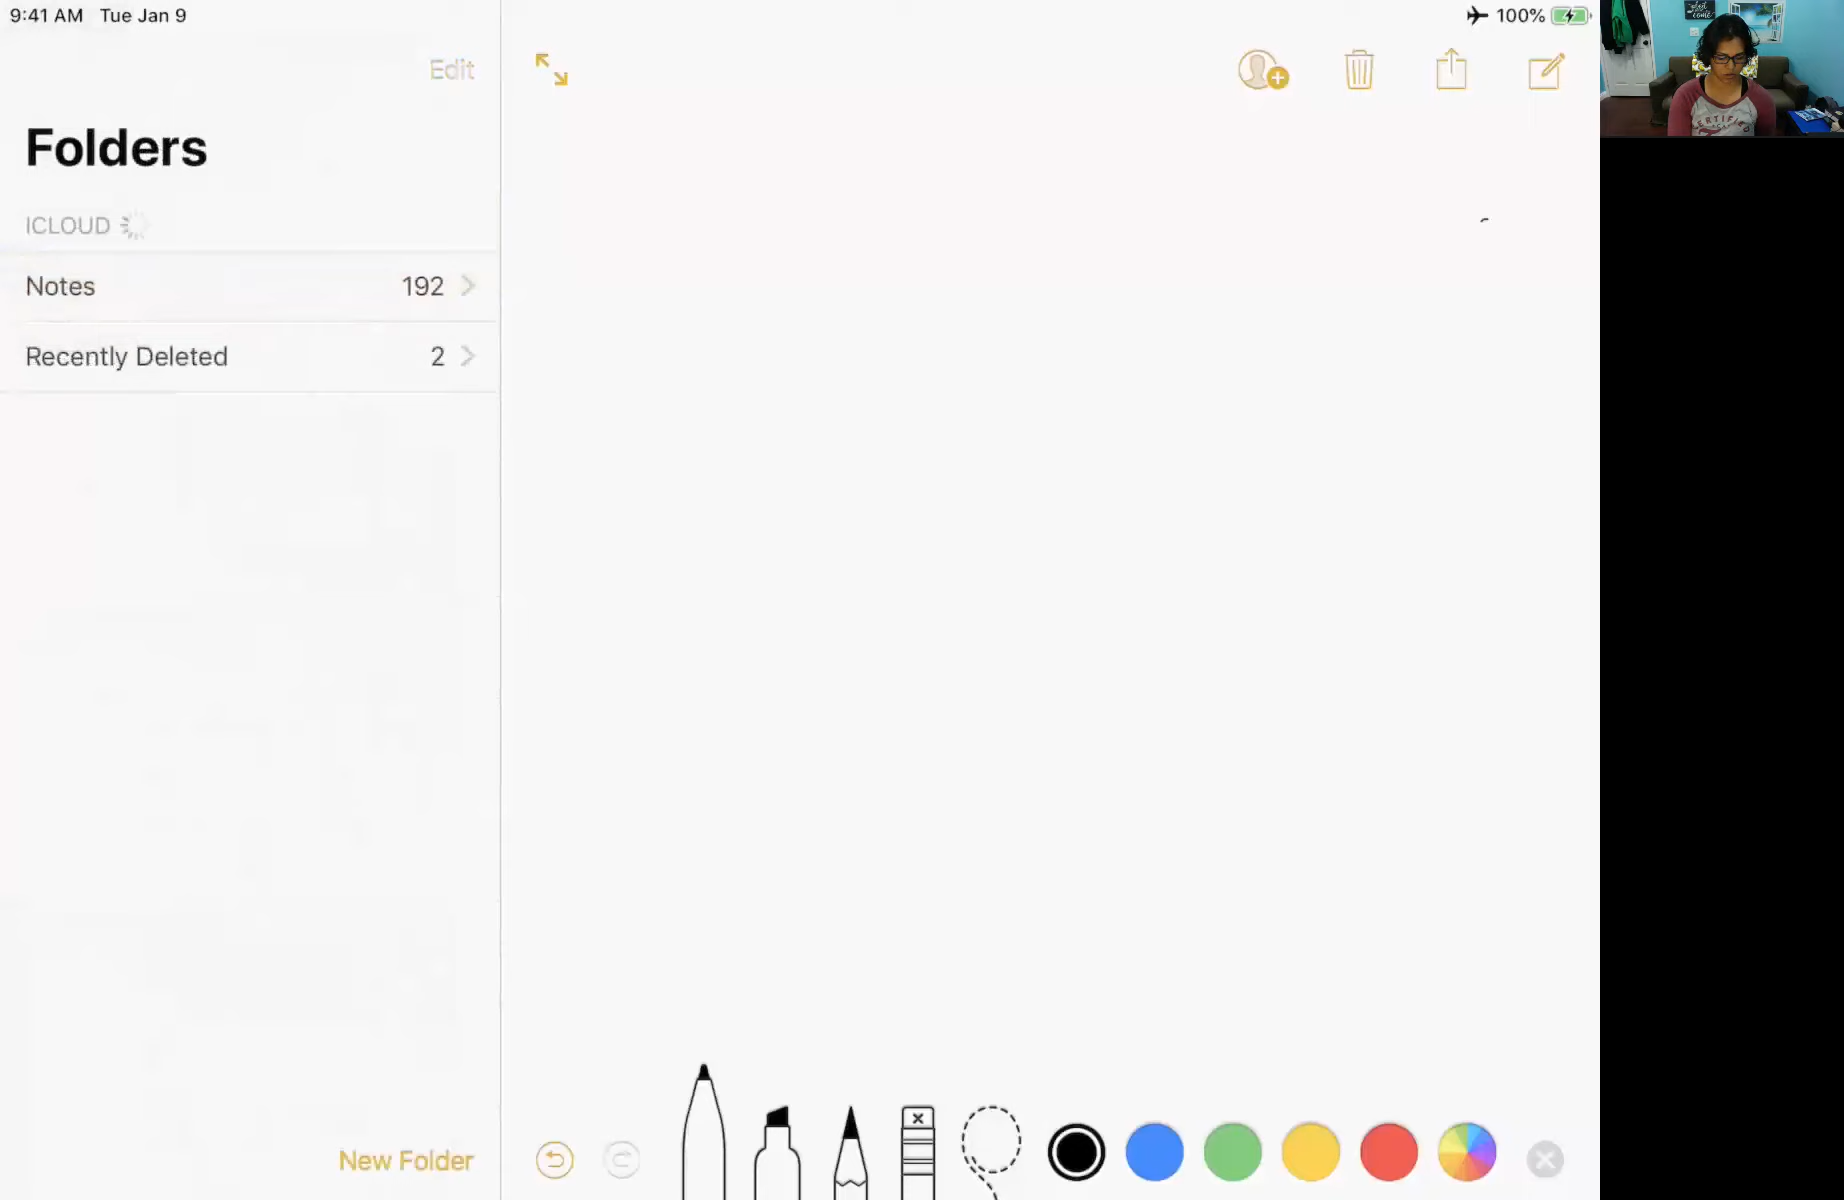 9:41 AM Tue Jan 9
100%
Edit
Folders
ICLOUD
Notes 192
Recently Deleted 2
New Folder